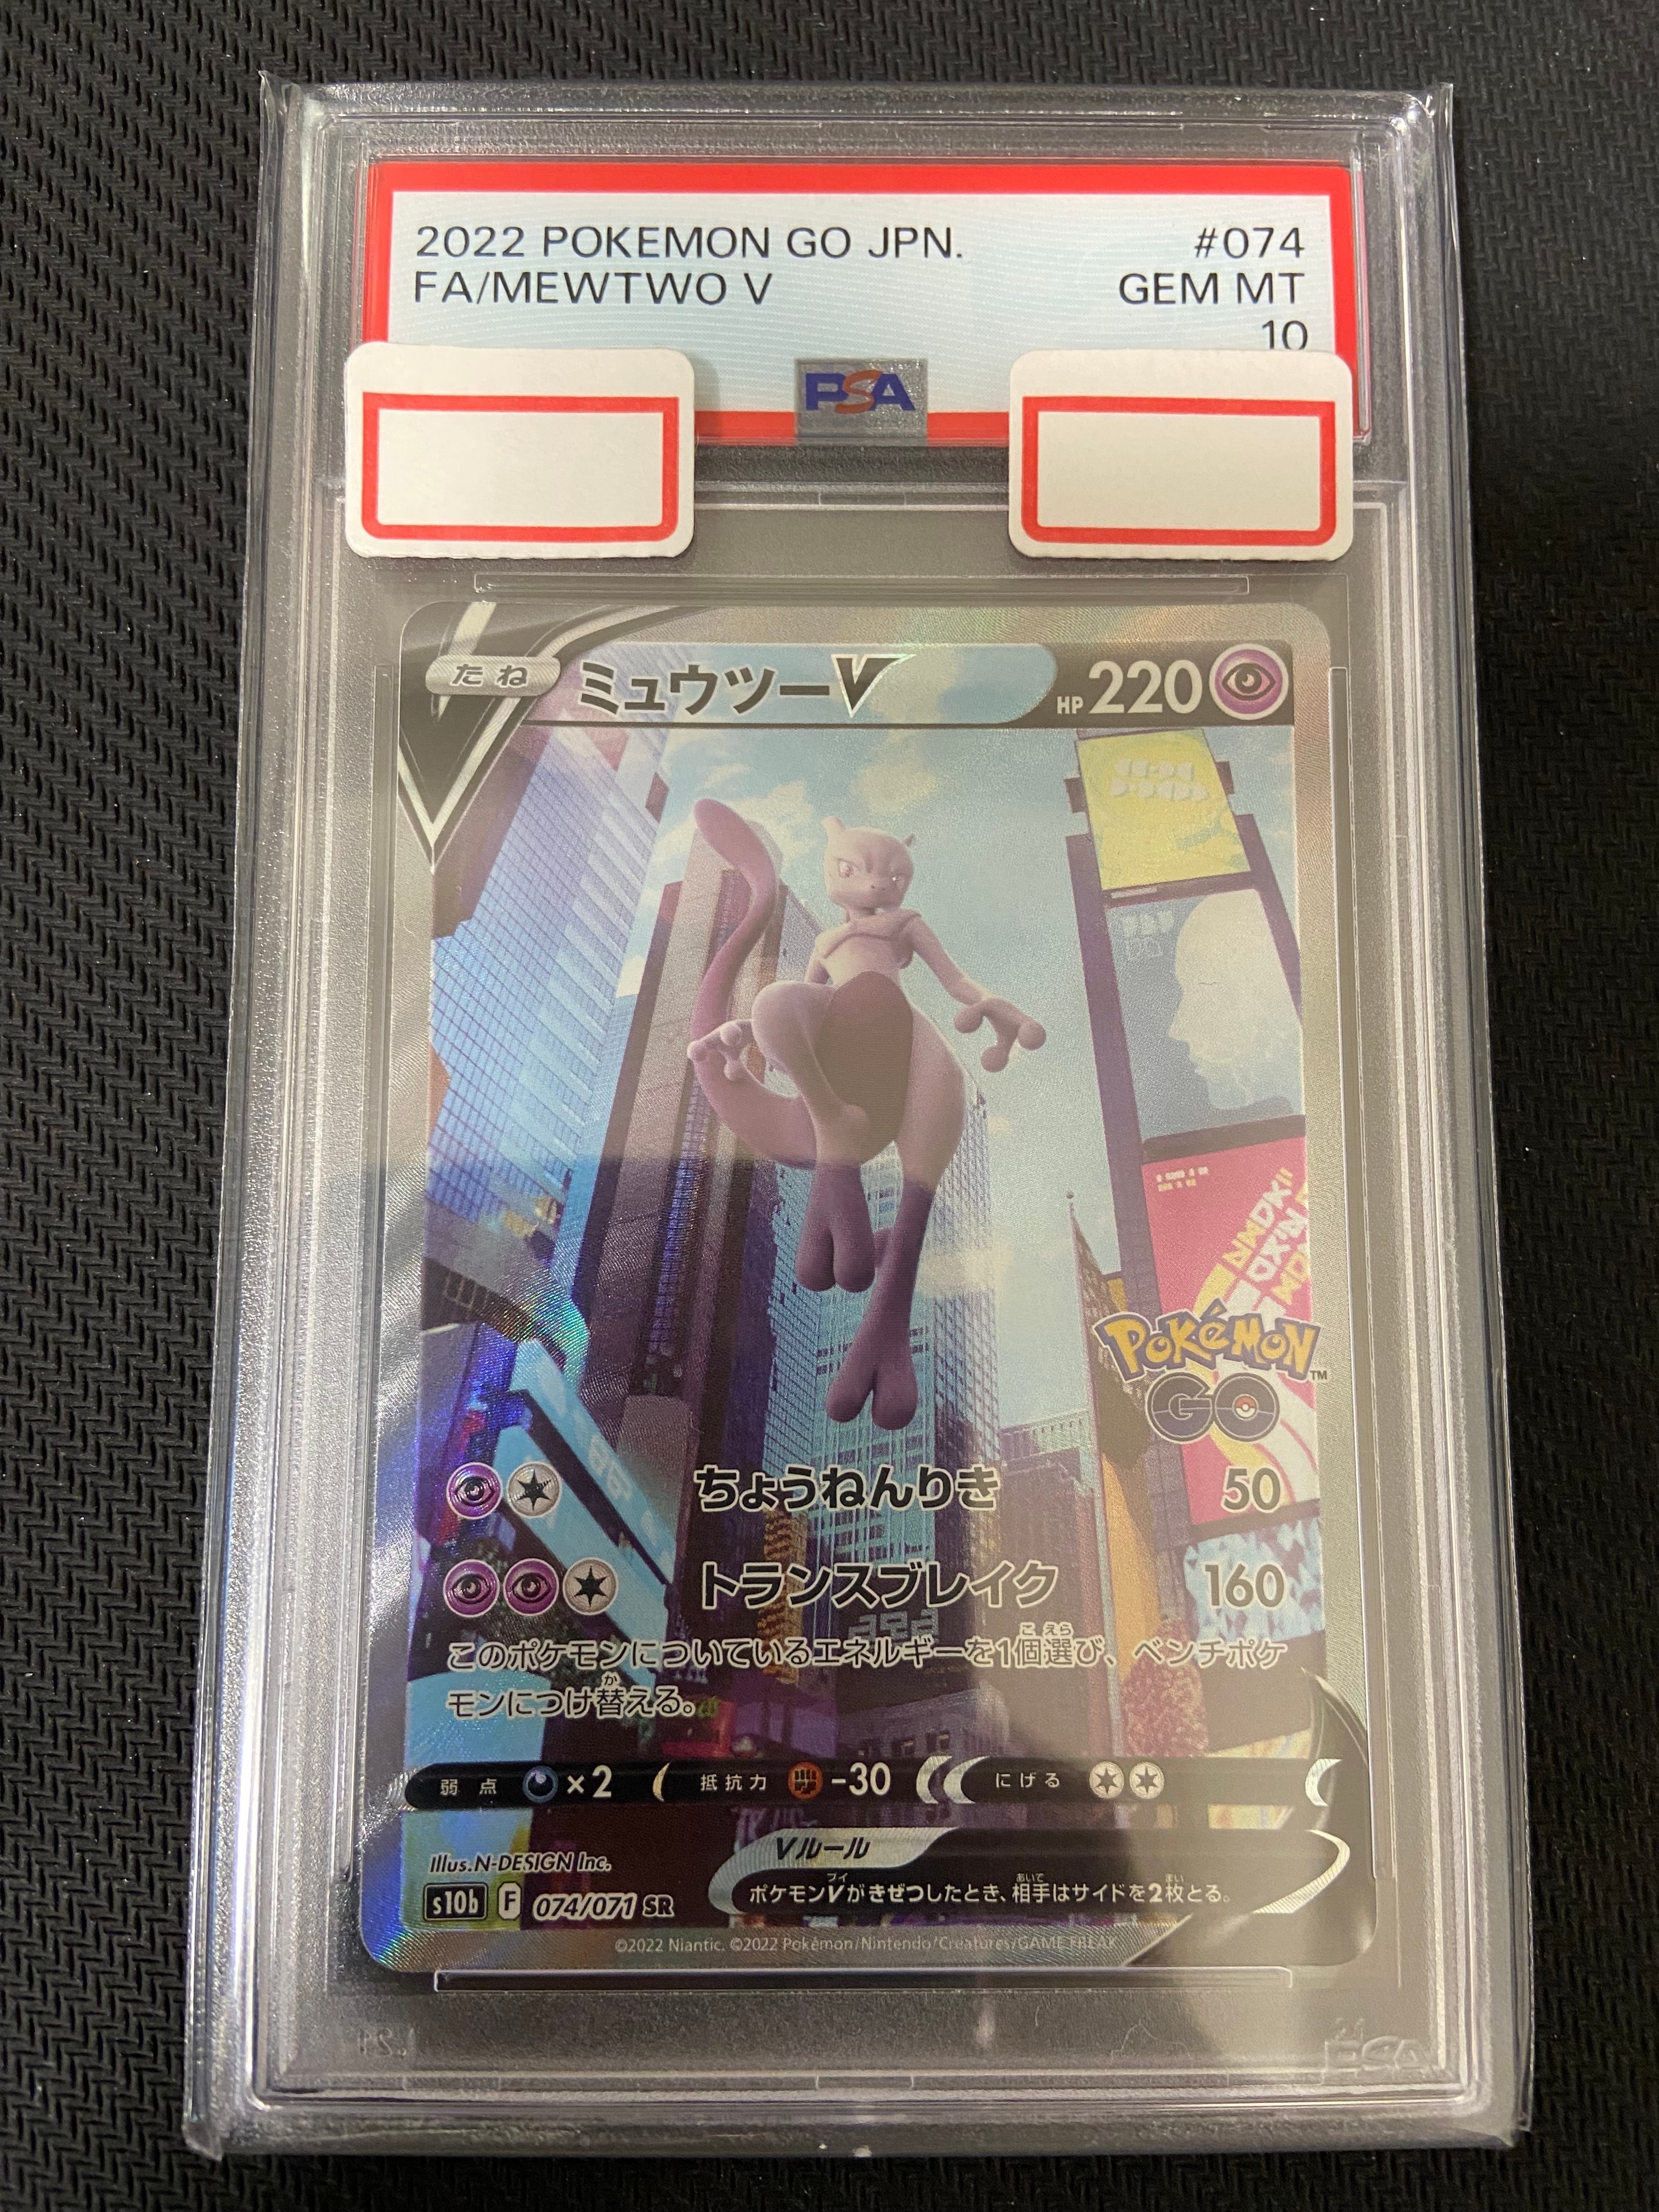 2022 POKEMON GO JPN. #074
FA/MEWTWO V GEM MT
10
PSA
たね ミュウツーV HP220
POKéMON™
GO
ちょうねんりき 50
トランスブレイク 160
このポケモンについているエネルギーを1個選び、ベンチポケ
モンにつけ替える。
弱点 ×2 抵抗力 -30 にげる
Vルール
ポケモンVがきぜつしたとき、相手はサイドを2枚とる。
Illus.N-DESIGN Inc.
s10b F 074/071 SR
©2022 Niantic. ©2022 Pokémon/Nintendo/Creatures/GAME FREAK
PSA